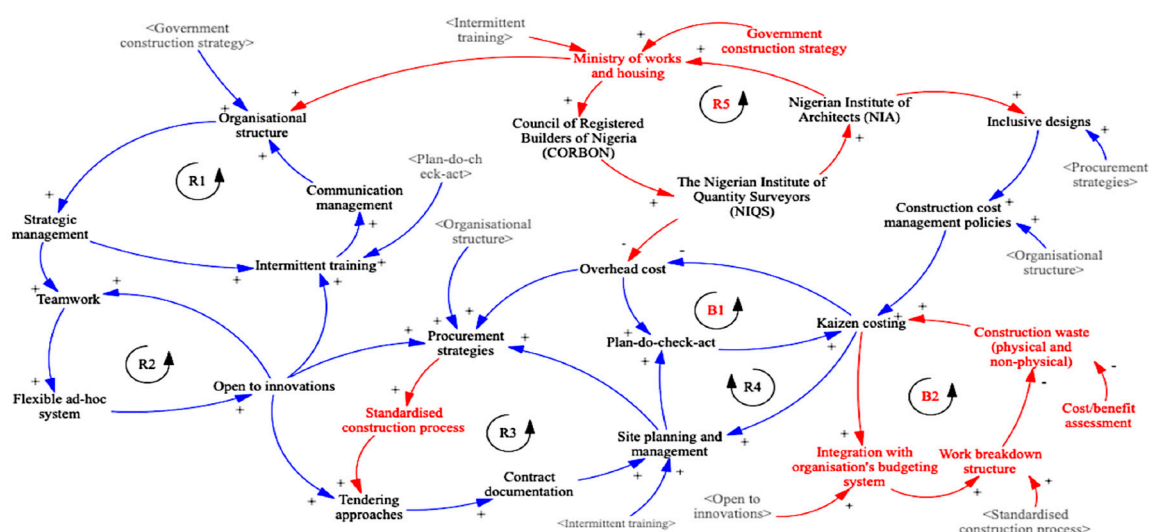 <Government
construction strategy>
<Intermittent
training>
Government
construction strategy
+
+
+
Ministry of works
and housing
R5
+
Council of Registered
Builders of Nigeria
(CORBON)
Nigerian Institute of
Architects (NIA)
+
+
Inclusive designs
+
<Procurement
strategies>
+
+
Organisational
structure
+
R1
<Plan-do-ch
eck-act>
Communication
management
+
+
The Nigerian Institute of
Quantity Surveyors
(NIQS)
Construction cost
management policies
+
+
<Organisational
structure>
+
Strategic
management
<Organisational
structure>
+
+
Intermittent training
+
+
+
-
Overhead cost
-
+
Teamwork
+
B1
+
+
Procurement
strategies
+
+
Plan-do-check-act
+
+
Kaizen costing
+
Construction waste
(physical and
non-physical)
-
-
R2
+
Flexible ad-hoc
system
Open to innovations
+
+
Standardised
construction process
+
R3
R4
B2
Cost/benefit
assessment
Site planning and
management
+
+
+
+
Integration with
organisation's budgeting
system
+
Work breakdown
structure
+
+
Contract
documentation
+
+
Tendering
approaches
+
<Intermittent training>
<Open to
innovations>
<Standardised
construction process>